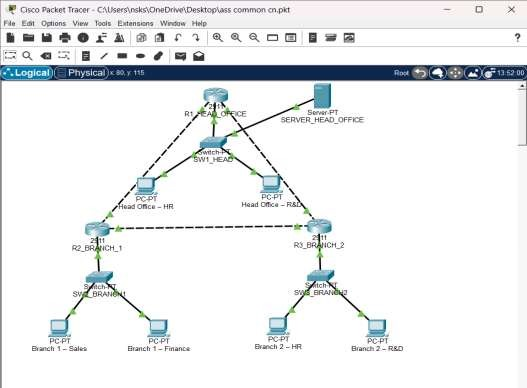 Cisco Packet Tracer - C:\Users\nsks\OneDrive\Desktop\ass common cn.pkt
File Edit Options View Tools Extensions Window Help
Logical Physical x: 80, y: 115 Root 13:52:00
2911
R1_HEAD_OFFICE
Server-PT
SERVER_HEAD_OFFICE
Switch-PT
SW1_HEAD
PC-PT
Head Office – HR
PC-PT
Head Office – R&D
2911
R2_BRANCH_1
2911
R3_BRANCH_2
Switch-PT
SW2_BRANCH1
Switch-PT
SW3_BRANCH2
PC-PT
Branch 1 – Sales
PC-PT
Branch 1 – Finance
PC-PT
Branch 2 – HR
PC-PT
Branch 2 – R&D